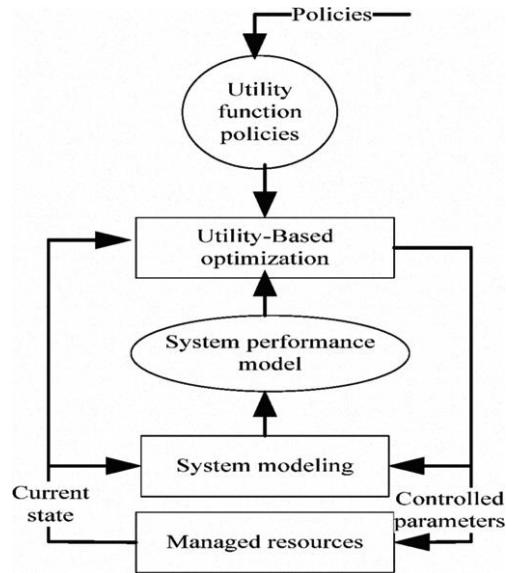 Policies
Utility
function
policies
Utility-Based
optimization
System performance
model
System modeling
Current
state
Controlled
parameters
Managed resources